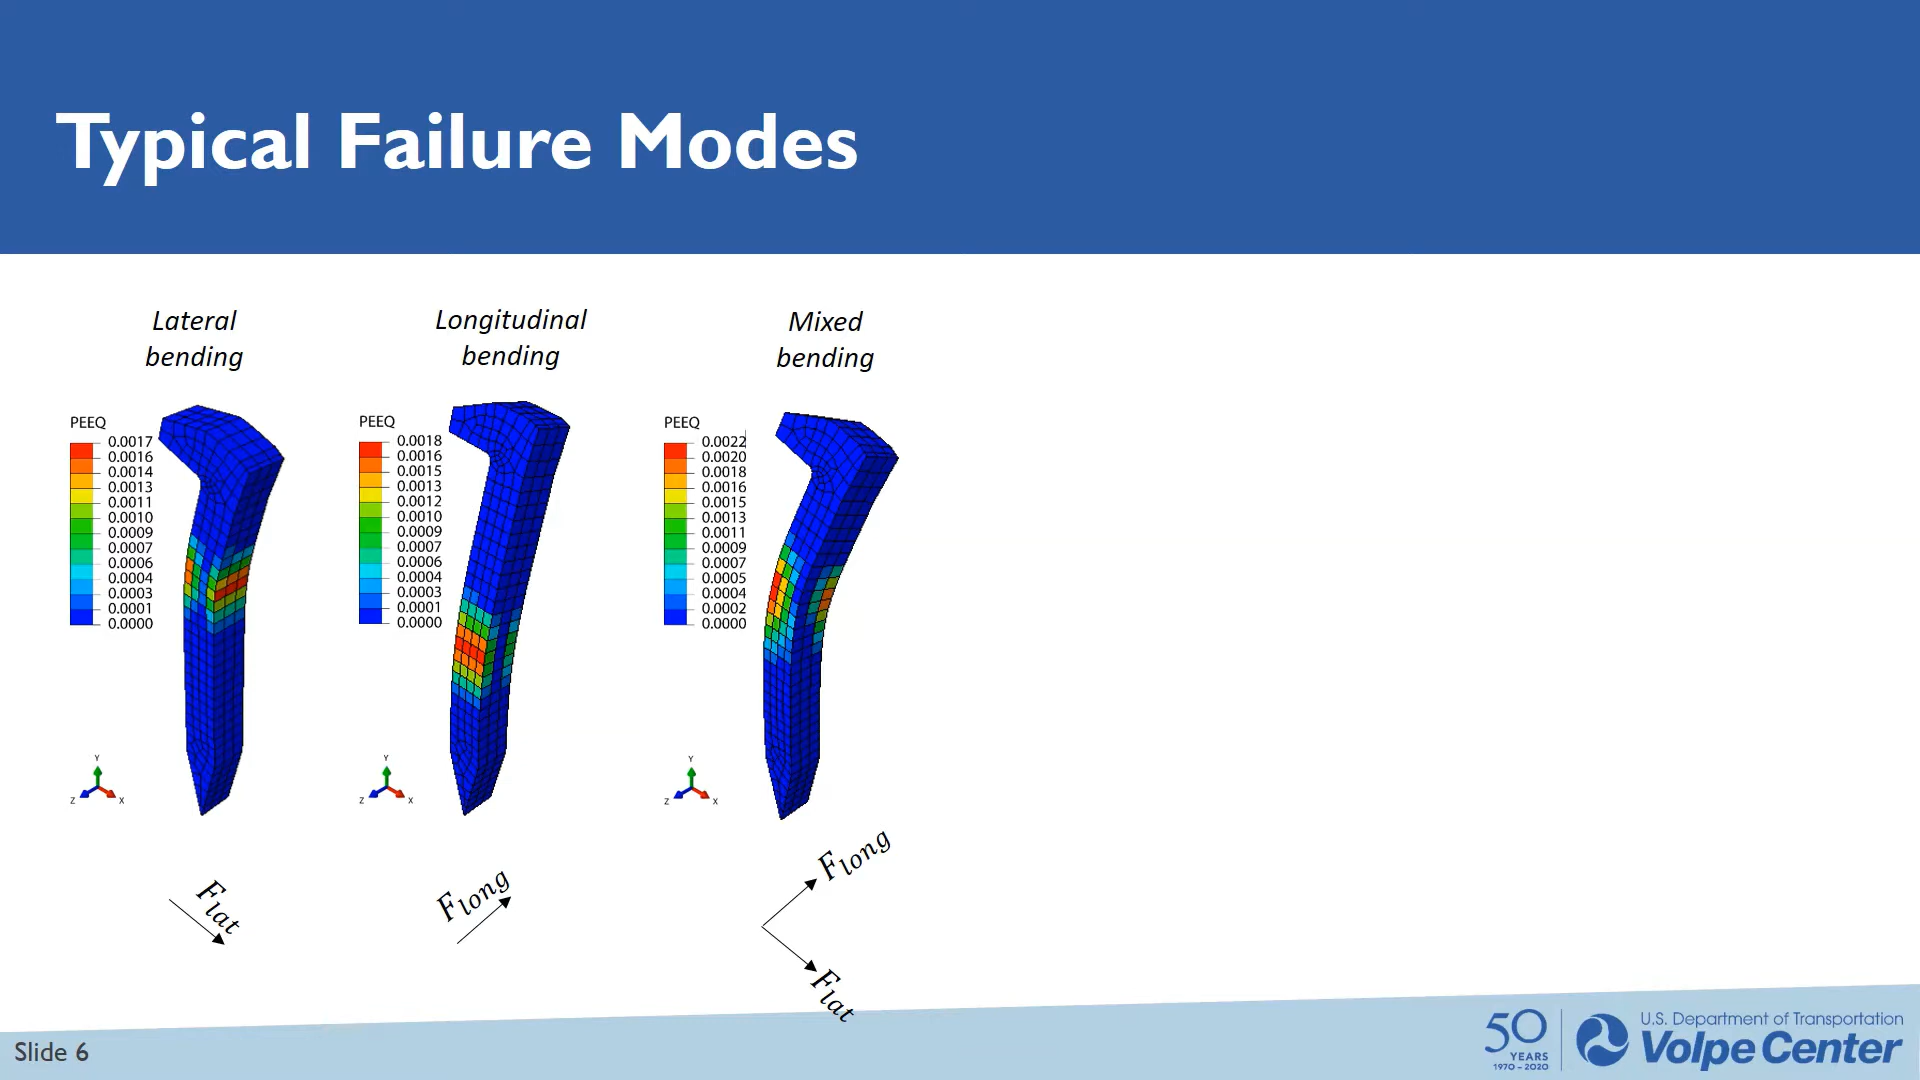 Typical Failure Modes
Lateral
bending
Longitudinal
bending
Mixed
bending
PEEQ
0.0017
0.0016
0.0014
0.0013
0.0011
0.0010
0.0009
0.0007
0.0006
0.0004
0.0003
0.0001
0.0000
PEEQ
0.0018
0.0016
0.0015
0.0013
0.0012
0.0010
0.0009
0.0007
0.0006
0.0004
0.0003
0.0001
0.0000
PEEQ
0.0022
0.0020
0.0018
0.0016
0.0015
0.0013
0.0011
0.0009
0.0007
0.0005
0.0004
0.0002
0.0000
Y
Z X
Y
Z X
Y
Z X
Flat
Flong
Flong
Flat
Slide 6
50
YEARS
1970 – 2020
U.S. Department of Transportation
Volpe Center